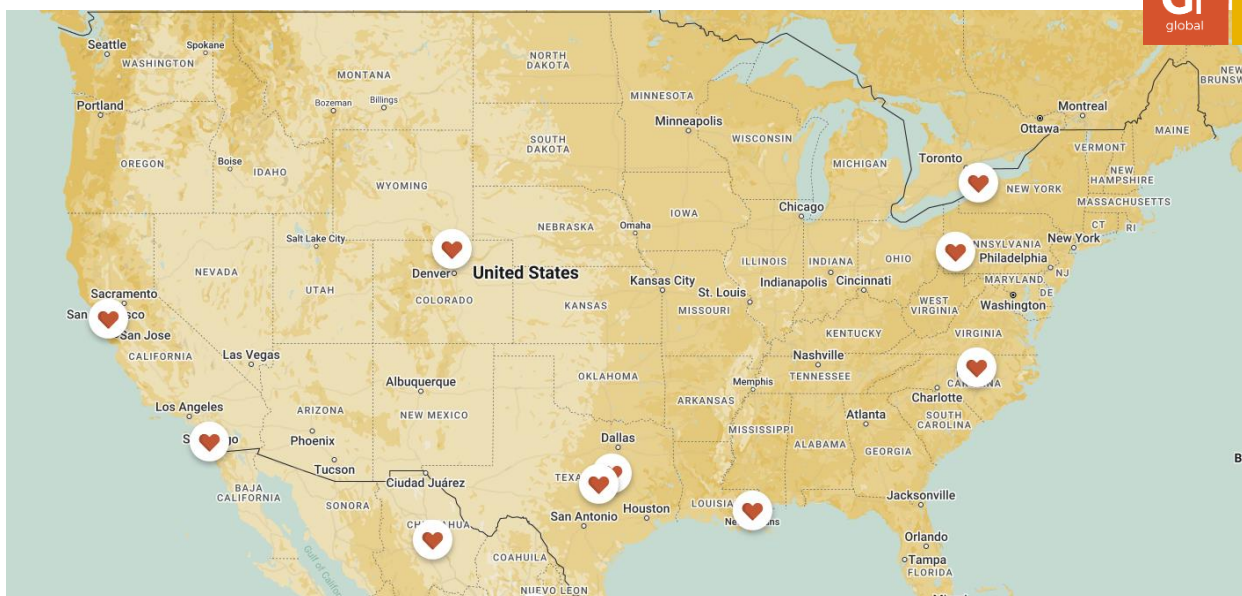 global
Seattle
Spokane
WASHINGTON
NORTH
DAKOTA
MONTANA
MINNESOTA
Portland
Bozeman
Billings
Minneapolis
Montreal
Ottawa
MAINE
OREGON
Boise
IDAHO
SOUTH
DAKOTA
WISCONSIN
MICHIGAN
Toronto
VERMONT
NEW
HAMPSHIRE
WYOMING
NEW YORK
MASSACHUSETTS
Chicago
IOWA
NEBRASKA
Omaha
CT
RI
Salt Lake City
Denver
United States
NEVADA
UTAH
COLORADO
ILLINOIS
INDIANA
OHIO
New York
Philadelphia
NJ
Kansas City
Indianapolis
Cincinnati
MARYLAND
DE
Sacramento
San Jose
KANSAS
St. Louis
MISSOURI
WEST
VIRGINIA
Washington
CALIFORNIA
Las Vegas
KENTUCKY
VIRGINIA
Nashville
TENNESSEE
Albuquerque
OKLAHOMA
Memphis
Charlotte
Los Angeles
ARIZONA
NEW MEXICO
ARKANSAS
Atlanta
SOUTH
CAROLINA
Phoenix
Dallas
MISSISSIPPI
ALABAMA
GEORGIA
Tucson
Ciudad Juárez
BAJA
CALIFORNIA
SONORA
San Antonio
Houston
Jacksonville
COAHUILA
Orlando
Tampa
FLORIDA
NUEVO LEON